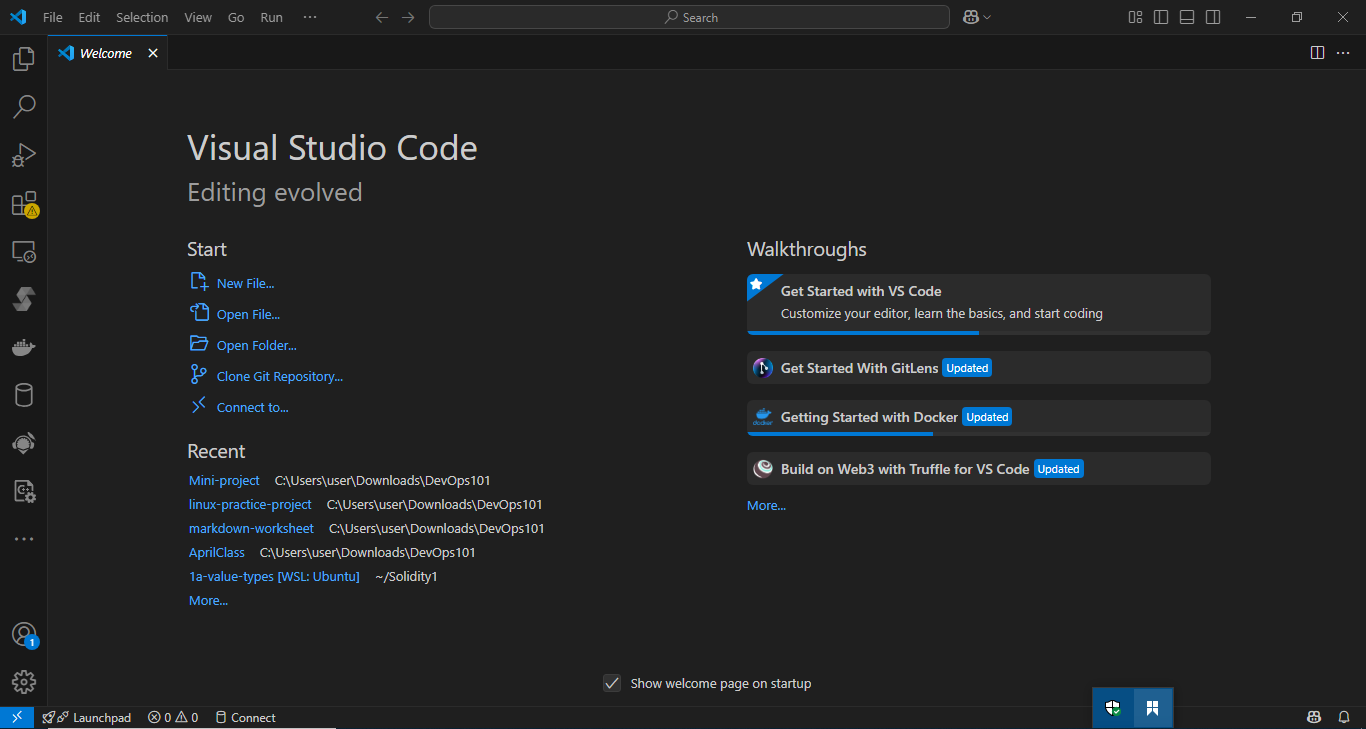 File Edit Selection View Go Run ···
Search
Welcome
Visual Studio Code
Editing evolved
Start
New File...
Open File...
Open Folder...
Clone Git Repository...
Connect to...
Recent
Mini-project C:\Users\user\Downloads\DevOps101
linux-practice-project C:\Users\user\Downloads\DevOps101
markdown-worksheet C:\Users\user\Downloads\DevOps101
AprilClass C:\Users\user\Downloads\DevOps101
1a-value-types [WSL: Ubuntu] ~/Solidity1
More...
Walkthroughs
Get Started with VS Code
Customize your editor, learn the basics, and start coding
Get Started With GitLens Updated
docker
Getting Started with Docker Updated
Build on Web3 with Truffle for VS Code Updated
More...
Show welcome page on startup
1
Launchpad 0 0 Connect